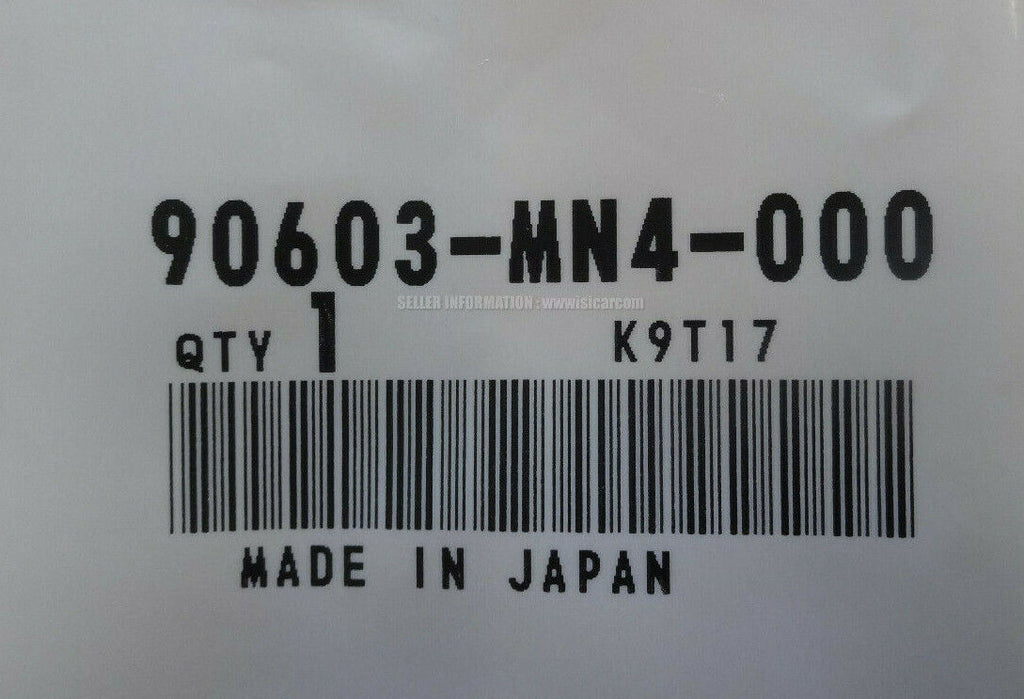 90603-MN4-000
SELLER INFORMATION : www.isicar.com
QTY 1 K9T17
MADE IN JAPAN